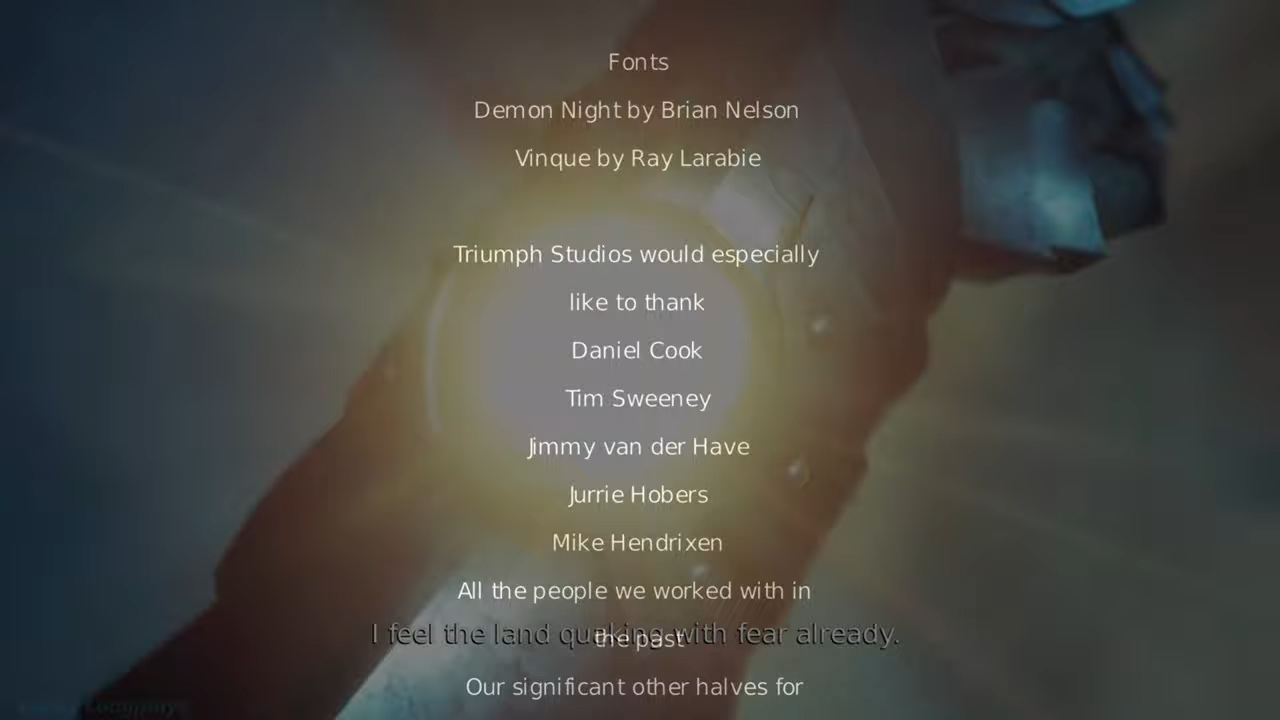 Fonts
Demon Night by Brian Nelson
Vinque by Ray Larabie
Triumph Studios would especially
like to thank
Daniel Cook
Tim Sweeney
Jimmy van der Have
Jurrie Hobers
Mike Hendrixen
All the people we worked with in
I feel the land quaking with fear already.
the past
Our significant other halves for